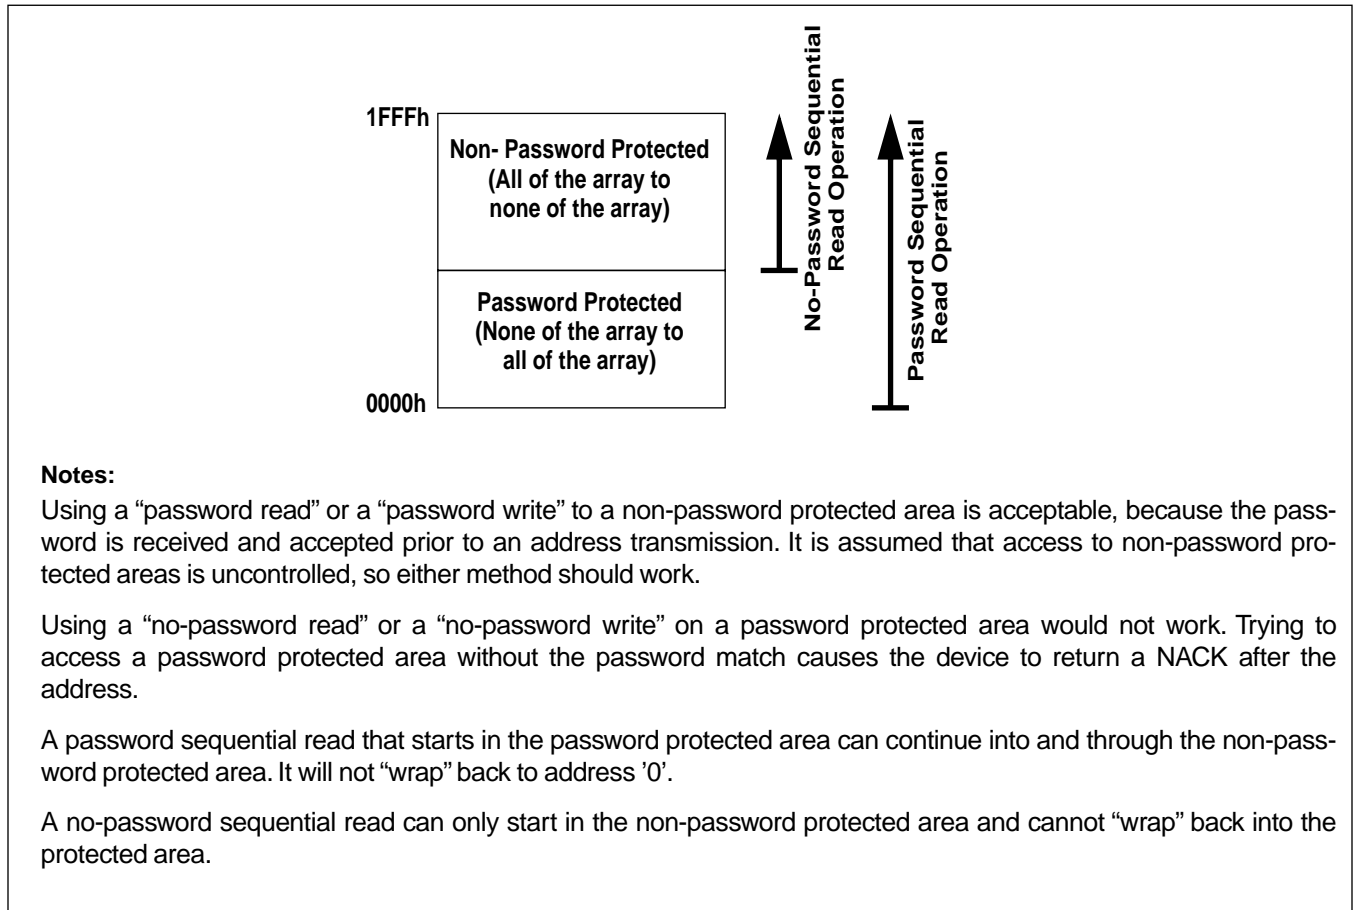 1FFFh
Non- Password Protected
(All of the array to
none of the array)
Password Protected
(None of the array to
all of the array)
0000h
No-Password Sequential
Read Operation
Password Sequential
Read Operation
Notes:
Using a “password read” or a “password write” to a non-password protected area is acceptable, because the pass-
word is received and accepted prior to an address transmission. It is assumed that access to non-password pro-
tected areas is uncontrolled, so either method should work.
Using a “no-password read” or a “no-password write” on a password protected area would not work. Trying to
access a password protected area without the password match causes the device to return a NACK after the
address.
A password sequential read that starts in the password protected area can continue into and through the non-pass-
word protected area. It will not “wrap” back to address ’0’.
A no-password sequential read can only start in the non-password protected area and cannot “wrap” back into the
protected area.